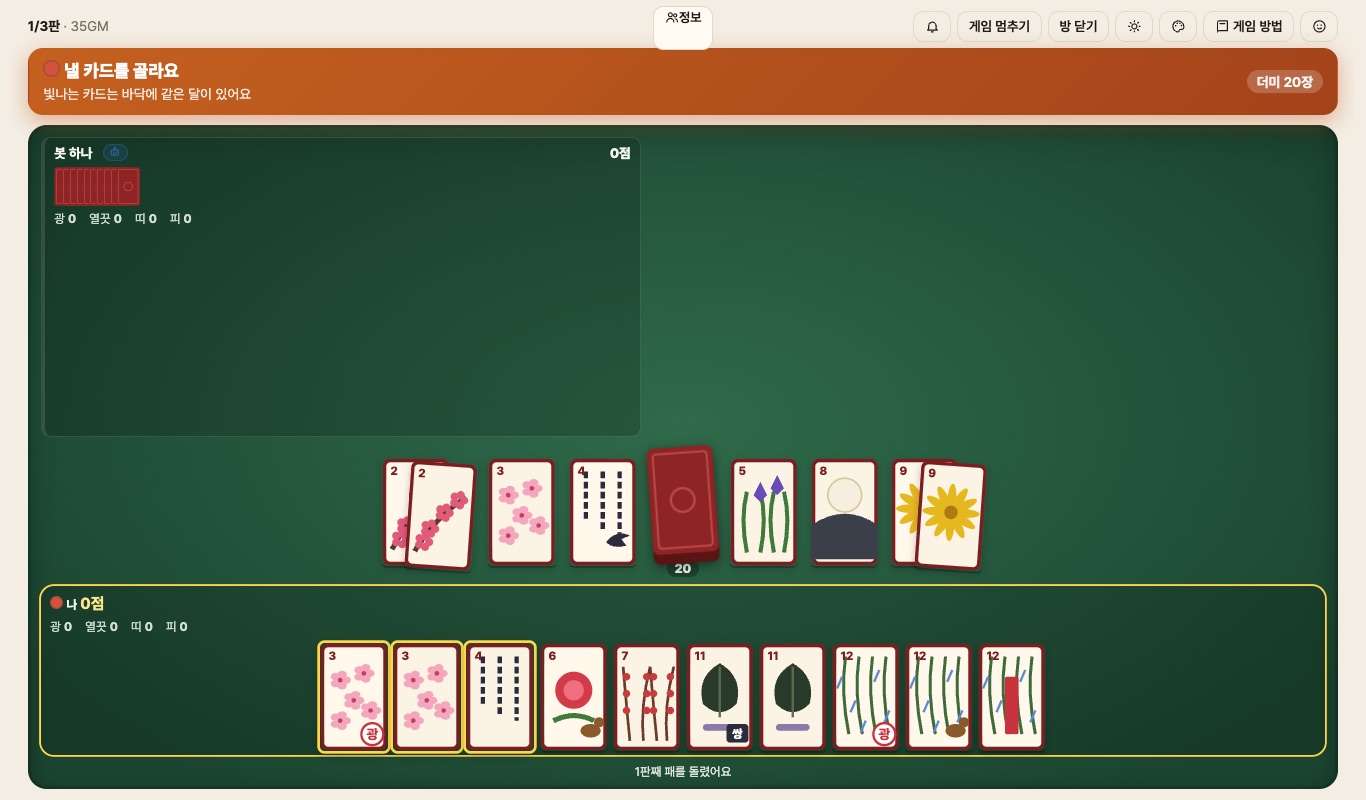 1/3판 · 35GM
정보
게임 멈추기
방 닫기
게임 방법
낼 카드를 골라요
빛나는 카드는 바닥에 같은 달이 있어요
더미 20장
봇 하나
0점
광 0 열끗 0 띠 0 피 0
2 2 3 4 5 8 9 9
20
나 0점
광 0 열끗 0 띠 0 피 0
3 3 4 6 7 11 11 12 12 12
광 쌍 광
1판째 패를 돌렸어요